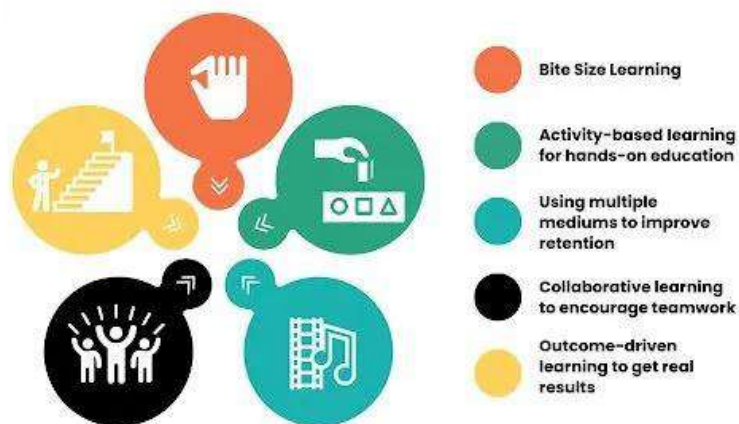 Bite Size Learning
Activity-based learning
for hands-on education
Using multiple
mediums to improve
retention
Collaborative learning
to encourage teamwork
Outcome-driven
learning to get real
results